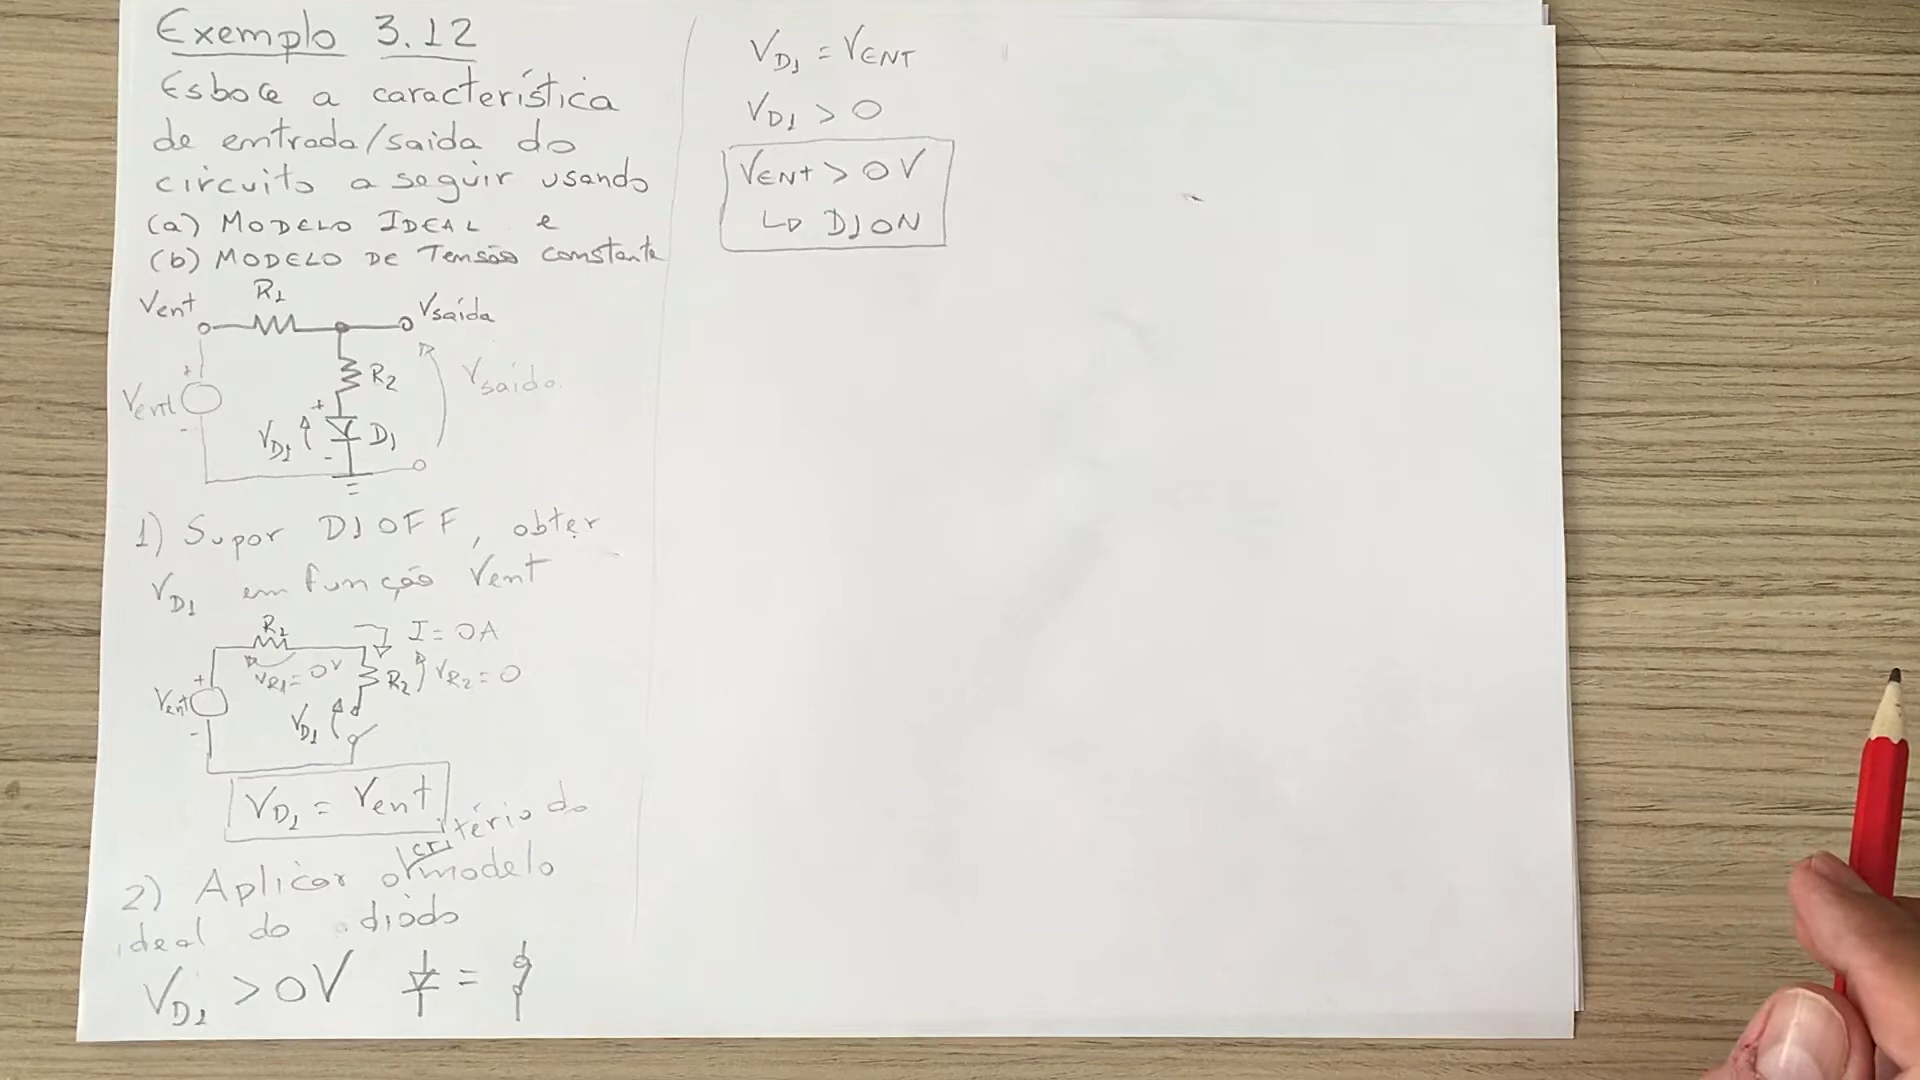 Exemplo 3.12
Esboce a característica
de entrada/saida do
circuito a seguir usando
(a) MODELO IDEAL e
(b) MODELO DE Tensão constante
Vent R1 Vsaída
R2
Vent Vsaída
+
-
VD1 + - D1
1) Supor D1 OFF, obter
VD1 em função Vent
R1 I = 0A
VR1 = 0V R2 VR2 = 0
Vent + -
VD1
VD1 = Vent
2) Aplicar o critério do modelo
ideal do diodo
VD1 > 0V =
VD1 = VENT
VD1 > 0
VENT > 0V
↳ D1 ON